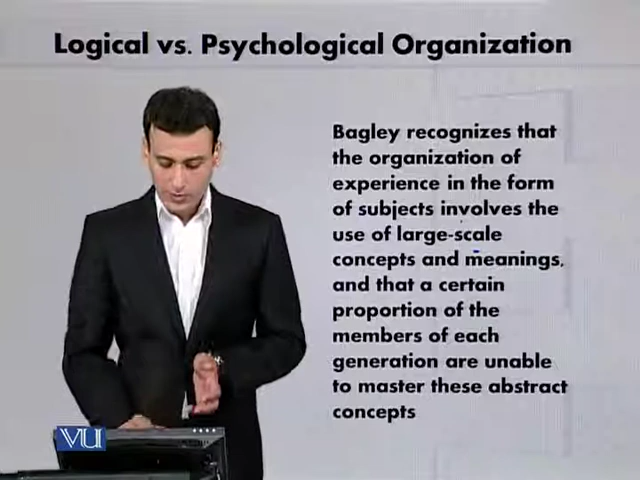 Logical vs. Psychological Organization
Bagley recognizes that
the organization of
experience in the form
of subjects involves the
use of large-scale
concepts and meanings,
and that a certain
proportion of the
members of each
generation are unable
to master these abstract
concepts
VU